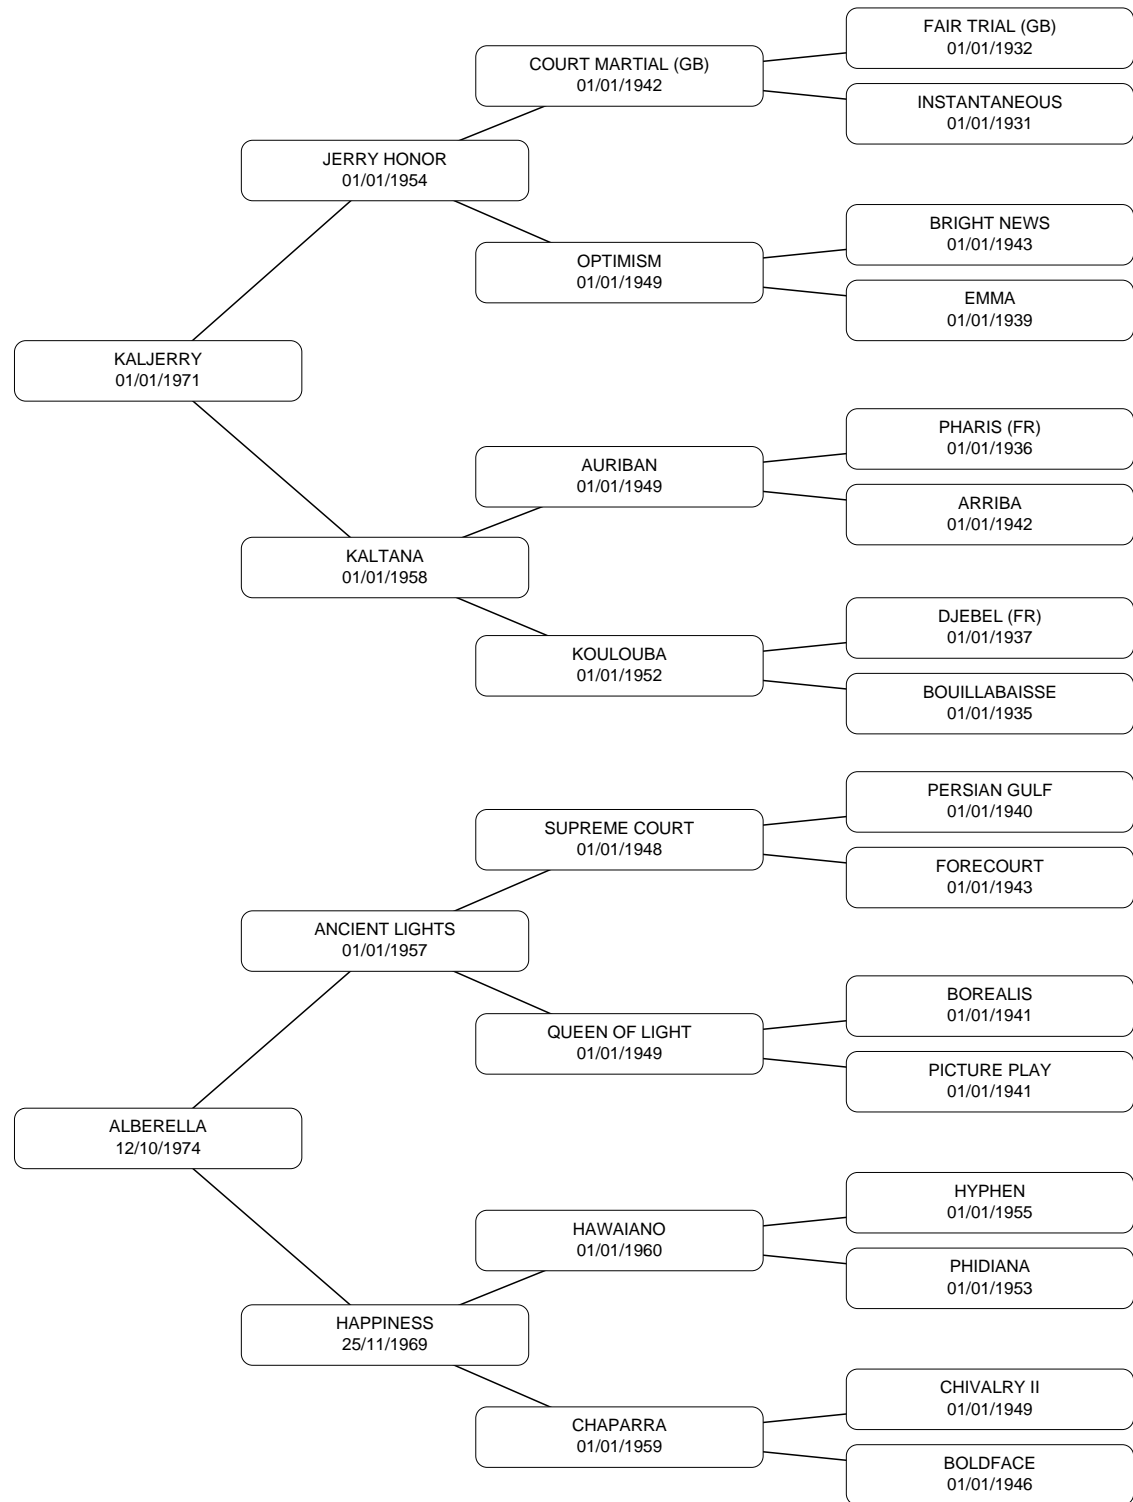 FAIR TRIAL (GB)
01/01/1932
COURT MARTIAL (GB)
01/01/1942
INSTANTANEOUS
01/01/1931
JERRY HONOR
01/01/1954
BRIGHT NEWS
01/01/1943
OPTIMISM
01/01/1949
EMMA
01/01/1939
KALJERRY
01/01/1971
PHARIS (FR)
01/01/1936
AURIBAN
01/01/1949
ARRIBA
01/01/1942
KALTANA
01/01/1958
DJEBEL (FR)
01/01/1937
KOULOUBA
01/01/1952
BOUILLABAISSE
01/01/1935
PERSIAN GULF
01/01/1940
SUPREME COURT
01/01/1948
FORECOURT
01/01/1943
ANCIENT LIGHTS
01/01/1957
BOREALIS
01/01/1941
QUEEN OF LIGHT
01/01/1949
PICTURE PLAY
01/01/1941
ALBERELLA
12/10/1974
HYPHEN
01/01/1955
HAWAIANO
01/01/1960
PHIDIANA
01/01/1953
HAPPINESS
25/11/1969
CHIVALRY II
01/01/1949
CHAPARRA
01/01/1959
BOLDFACE
01/01/1946